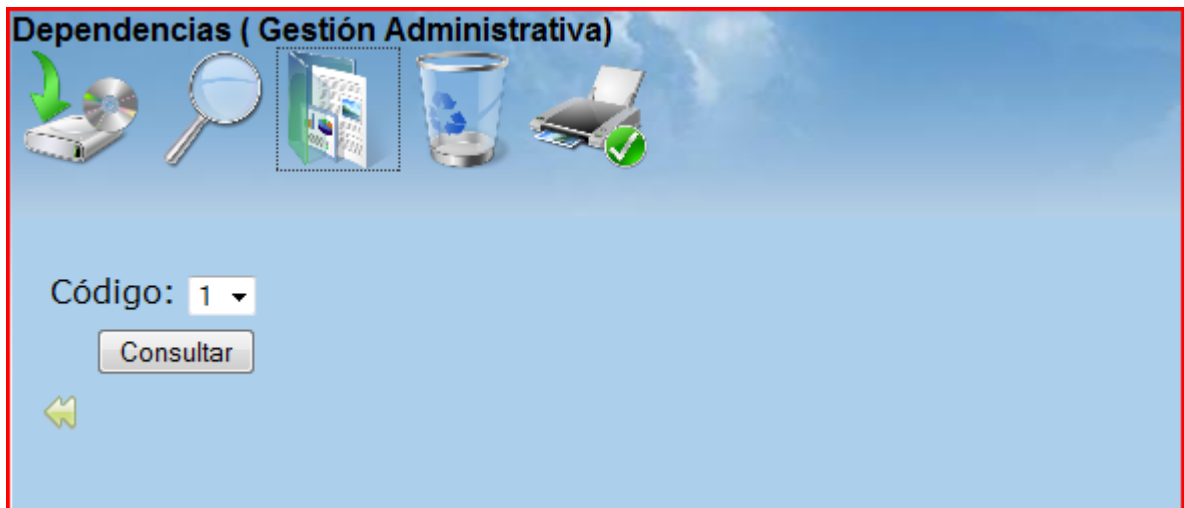 Dependencias ( Gestión Administrativa)
Código: 1
Consultar